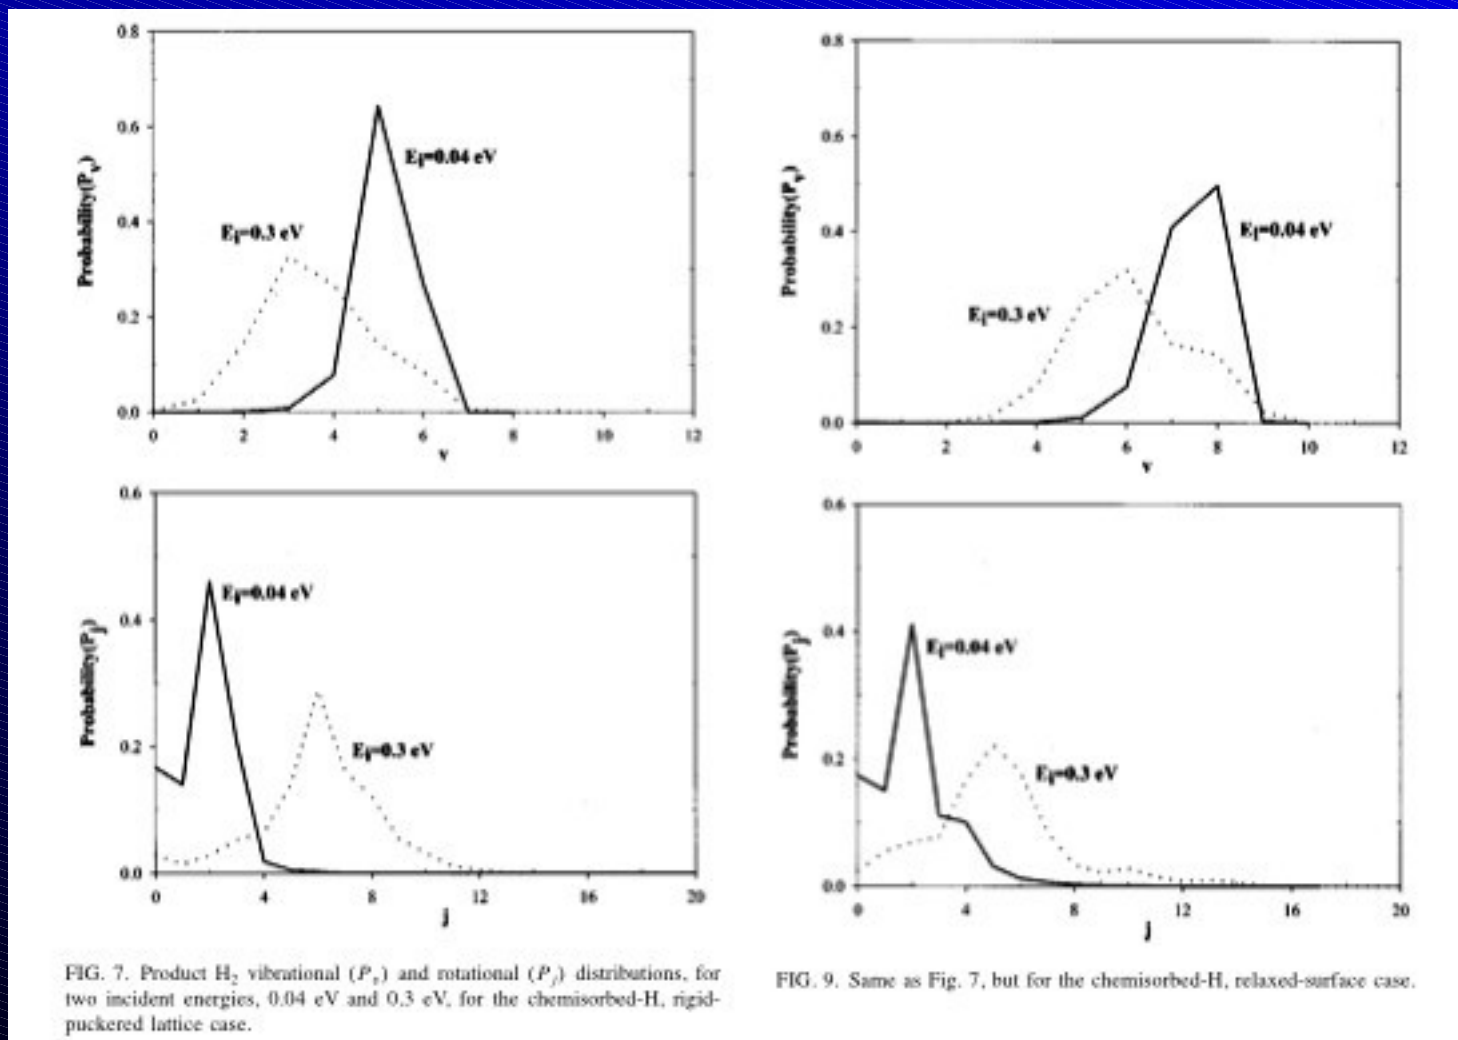 0.8
0.6
0.4
0.2
0.0
Probability(Pv)
Ei=0.04 eV
Ei=0.3 eV
0 2 4 6 8 10 12
v
0.6
0.4
0.2
0.0
Probability(Pj)
Ei=0.04 eV
Ei=0.3 eV
0 4 8 12 16 20
j
FIG. 7. Product H2 vibrational (Pv) and rotational (Pj) distributions, for
two incident energies, 0.04 eV and 0.3 eV, for the chemisorbed-H, rigid-
puckered lattice case.
0.8
0.6
0.4
0.2
0.0
Probability(Pv)
Ei=0.04 eV
Ei=0.3 eV
0 2 4 6 8 10 12
v
0.6
0.4
0.2
0.0
Probability(Pj)
Ei=0.04 eV
Ei=0.3 eV
0 4 8 12 16 20
j
FIG. 9. Same as Fig. 7, but for the chemisorbed-H, relaxed-surface case.